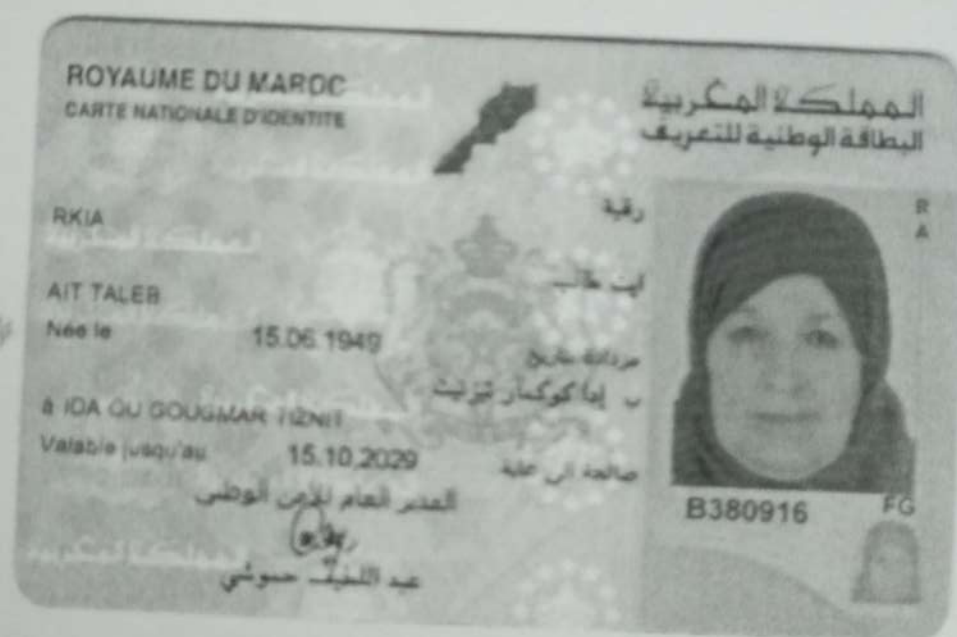 ROYAUME DU MAROC
المملكة المغربية
CARTE NATIONALE D'IDENTITE
البطاقة الوطنية للتعريف
RKIA
رقية
R
A
AIT TALEB
ايت طالب
Née le 15.06.1949
مزدادة بتاريخ
ب إدا كوكمار تيزنيت
à IDA OU GOUGMAR TIZNIT
Valable jusqu'au 15.10.2029
صالحة الى غاية
المدير العام للأمن الوطني
عبد اللطيف حموشي
B380916
FG